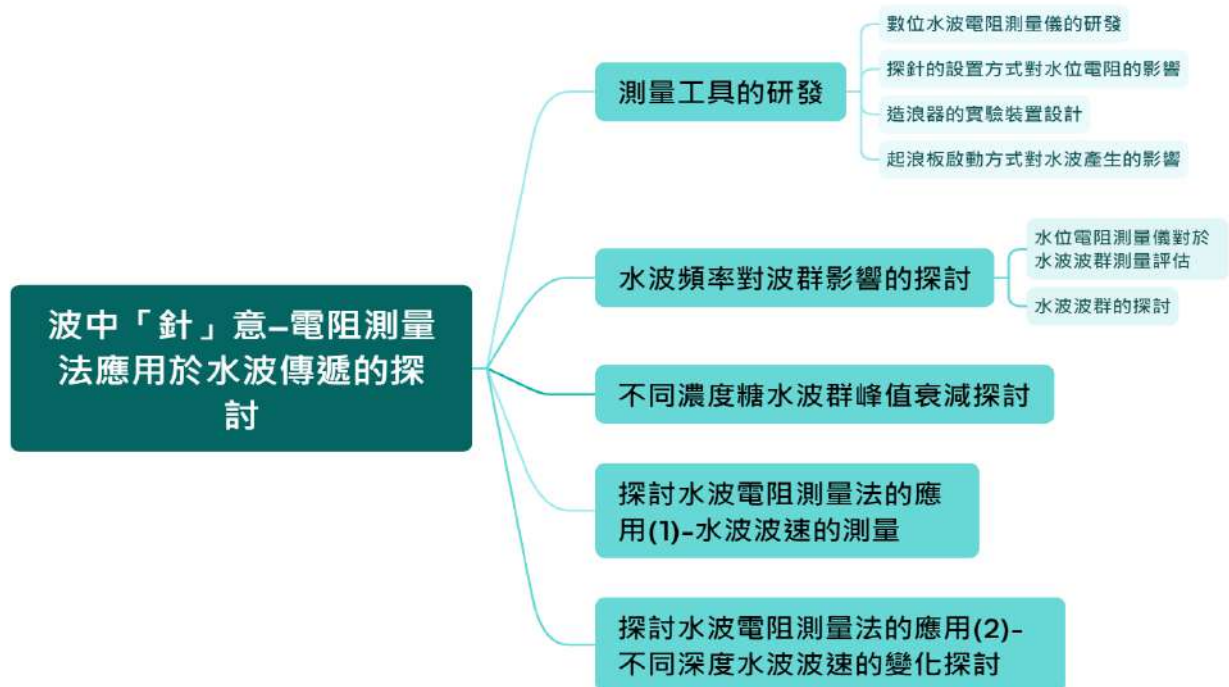 波中「針」意–電阻測量
法應用於水波傳遞的探
討
測量工具的研發
數位水波電阻測量儀的研發
探針的設置方式對水位電阻的影響
造浪器的實驗裝置設計
起浪板啟動方式對水波產生的影響
水波頻率對波群影響的探討
水位電阻測量儀對於
水波波群測量評估
水波波群的探討
不同濃度糖水波群峰值衰減探討
探討水波電阻測量法的應
用(1)–水波波速的測量
探討水波電阻測量法的應用(2)–
不同深度水波波速的變化探討